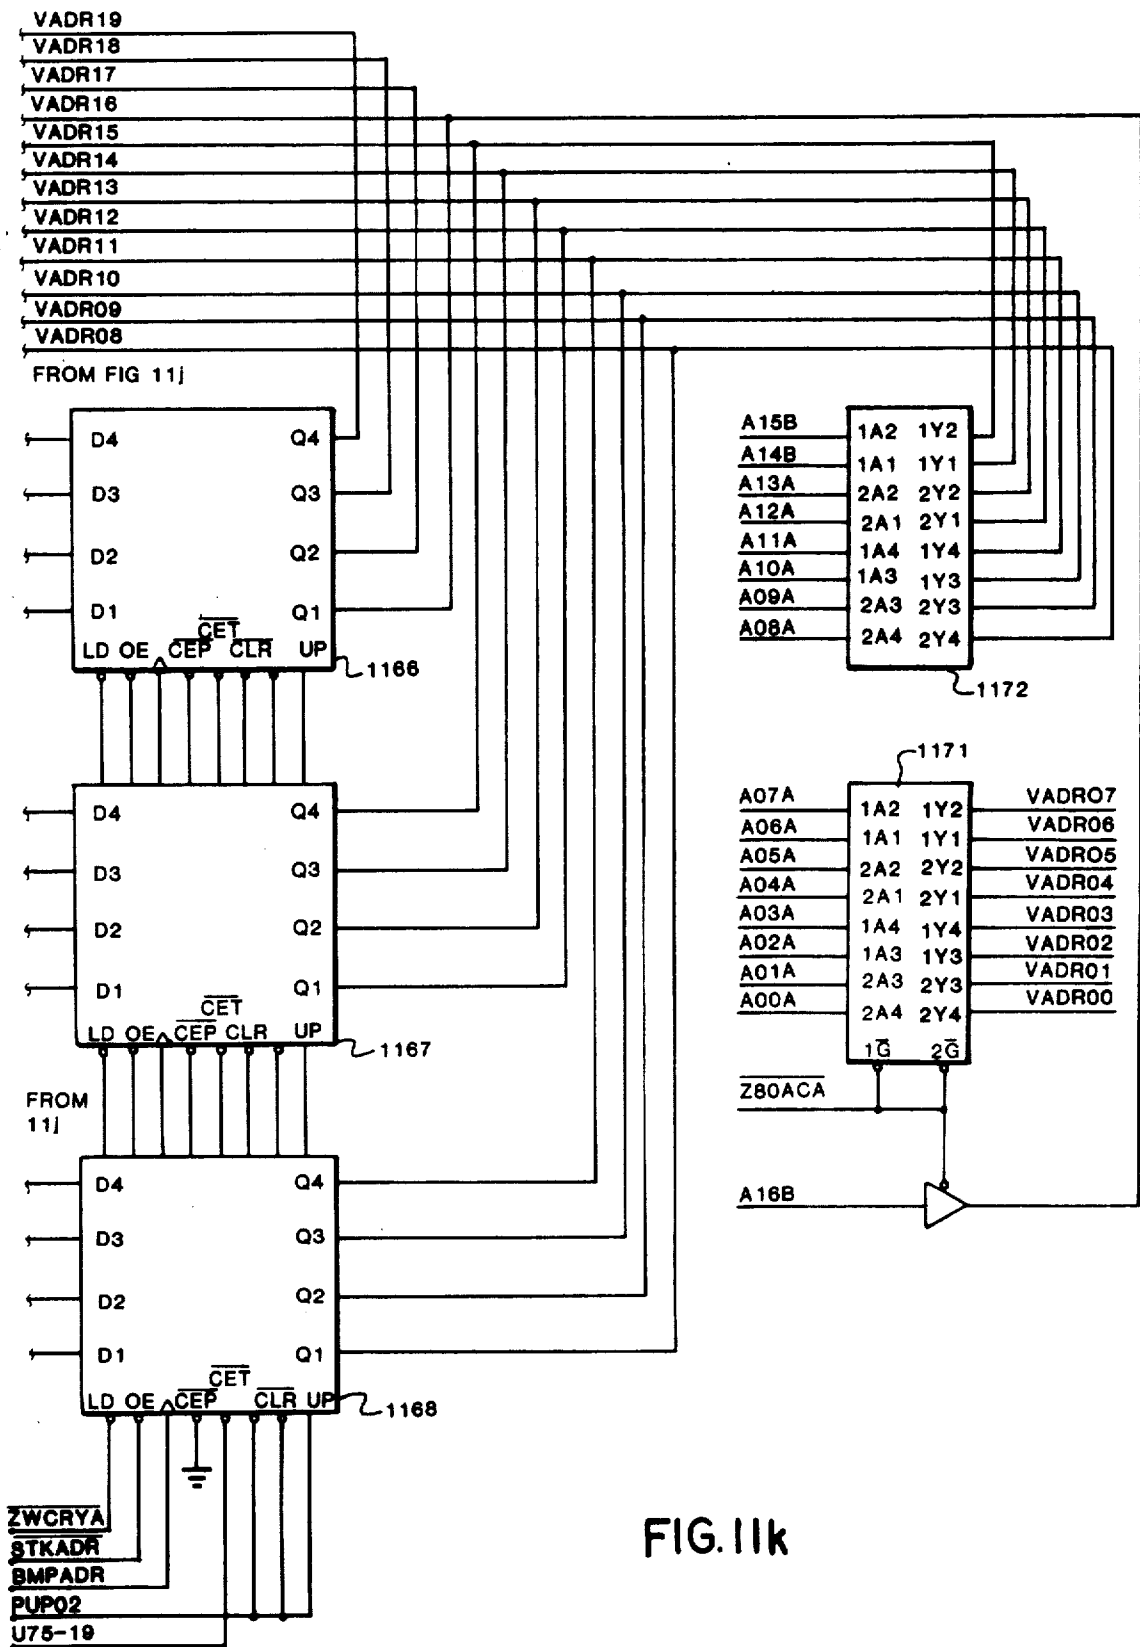 VADR19
VADR18
VADR17
VADR16
VADR15
VADR14
VADR13
VADR12
VADR11
VADR10
VADR09
VADR08
FROM FIG 11j
D4 Q4
D3 Q3
D2 Q2
D1 Q1
CET
LD OE CEP CLR UP
1166
A15B 1A2 1Y2
A14B 1A1 1Y1
A13A 2A2 2Y2
A12A 2A1 2Y1
A11A 1A4 1Y4
A10A 1A3 1Y3
A09A 2A3 2Y3
A08A 2A4 2Y4
1172
D4 Q4
D3 Q3
D2 Q2
D1 Q1
CET
LD OE CEP CLR UP
1167
1171
A07A 1A2 1Y2 VADR07
A06A 1A1 1Y1 VADR06
A05A 2A2 2Y2 VADR05
A04A 2A1 2Y1 VADR04
A03A 1A4 1Y4 VADR03
A02A 1A3 1Y3 VADR02
A01A 2A3 2Y3 VADR01
A00A 2A4 2Y4 VADR00
1G 2G
Z80ACA
A16B
FROM
11j
D4 Q4
D3 Q3
D2 Q2
D1 Q1
CET
LD OE CEP CLR UP
1168
ZWCRYA
STKADR
BMPADR
PUP02
U75-19
FIG. 11k